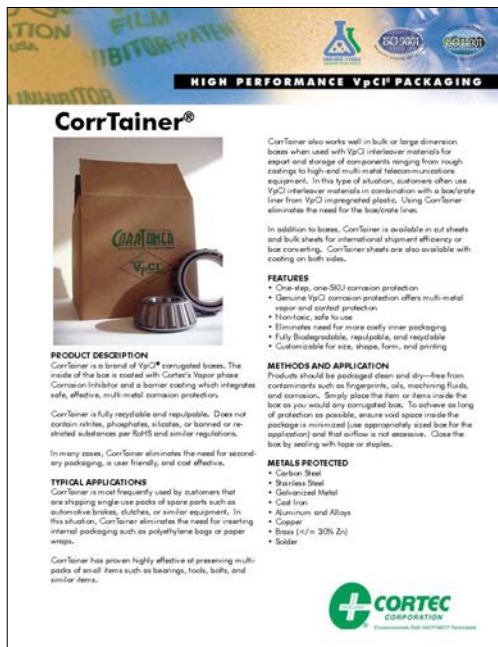 ATION
USA
FILM
IBITOR-PATENT
INHIBITOR
ISO 9001
ISO 14001
HIGH PERFORMANCE VpCI® PACKAGING
CorrTainer®
CORRTAINER
VpCI
PRODUCT DESCRIPTION
CorrTainer is a brand of VpCI® corrugated boxes. The
inside of the box is coated with Cortec's Vapor phase
Corrosion Inhibitor and a barrier coating which integrates
safe, effective, multi-metal corrosion protection.
CorrTainer is fully recyclable and repulpable. Does not
contain nitrites, phosphates, silicates, or banned or re-
stricted substances per RoHS and similar regulations.
In many cases, CorrTainer eliminates the need for second-
ary packaging, is user friendly, and cost effective.
TYPICAL APPLICATIONS
CorrTainer is most frequently used by customers that
are shipping single-use packs of spare parts such as
automotive brakes, clutches, or similar equipment. In
this situation, CorrTainer eliminates the need for inserting
internal packaging such as polyethylene bags or paper
wraps.
CorrTainer has proven highly effective at preserving multi-
packs of small items such as bearings, tools, bolts, and
similar items.
CorrTainer also works well in bulk or large dimension
boxes when used with VpCI interleaver materials for
export and storage of components ranging from rough
castings to high-end multi-metal telecommunications
equipment. In this type of situation, customers often use
VpCI interleaver materials in combination with a box/crate
liner from VpCI impregnated plastic. Using CorrTainer
eliminates the need for the box/crate liner.
In addition to boxes, CorrTainer is available in cut sheets
and bulk sheets for international shipment efficiency or
box converting. CorrTainer sheets are also available with
coating on both sides.
FEATURES
• One-step, one-SKU corrosion protection
• Genuine VpCI corrosion protection offers multi-metal
vapor and contact protection
• Non-toxic, safe to use
• Eliminates need for more costly inner packaging
• Fully Biodegradable, repulpable, and recyclable
• Customizable for size, shape, form, and printing
METHODS AND APPLICATION
Products should be packaged clean and dry—free from
contaminants such as fingerprints, oils, machining fluids,
and corrosion. Simply place the item or items inside the
box as you would any corrugated box. To achieve as long
of protection as possible, ensure void space inside the
package is minimized (use appropriately sized box for the
application) and that airflow is not excessive. Close the
box by sealing with tape or staples.
METALS PROTECTED
• Carbon Steel
• Stainless Steel
• Galvanized Metal
• Cast Iron
• Aluminum and Alloys
• Copper
• Brass (</= 30% Zn)
• Solder
CORTEC
CORPORATION
Environmentally Safe VpCI®/MCI® Technologies